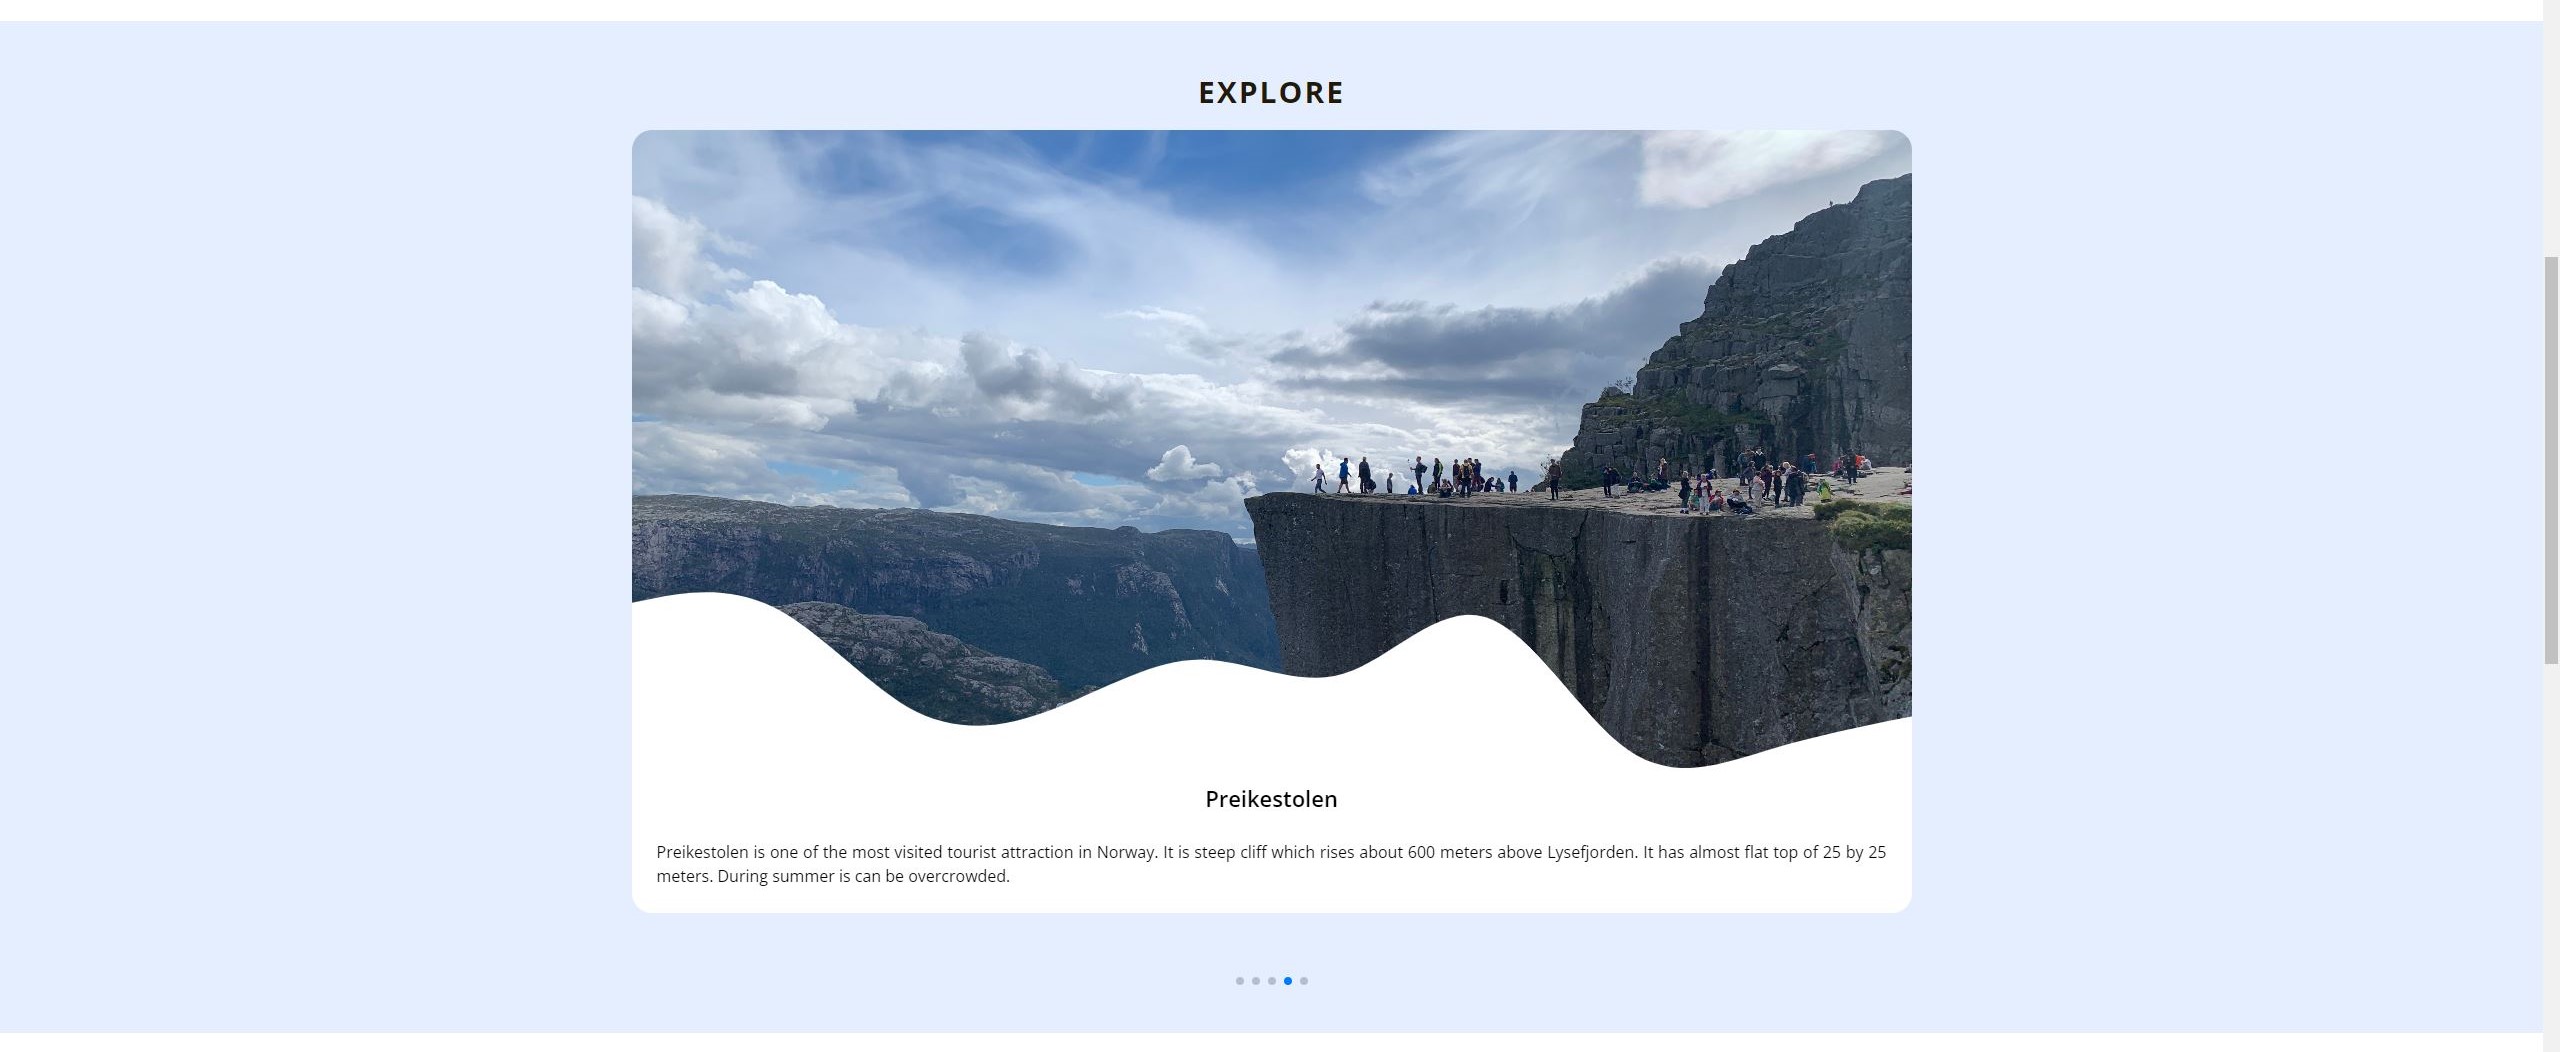 EXPLORE
Preikestolen
Preikestolen is one of the most visited tourist attraction in Norway. It is steep cliff which rises about 600 meters above Lysefjorden. It has almost flat top of 25 by 25
meters. During summer is can be overcrowded.